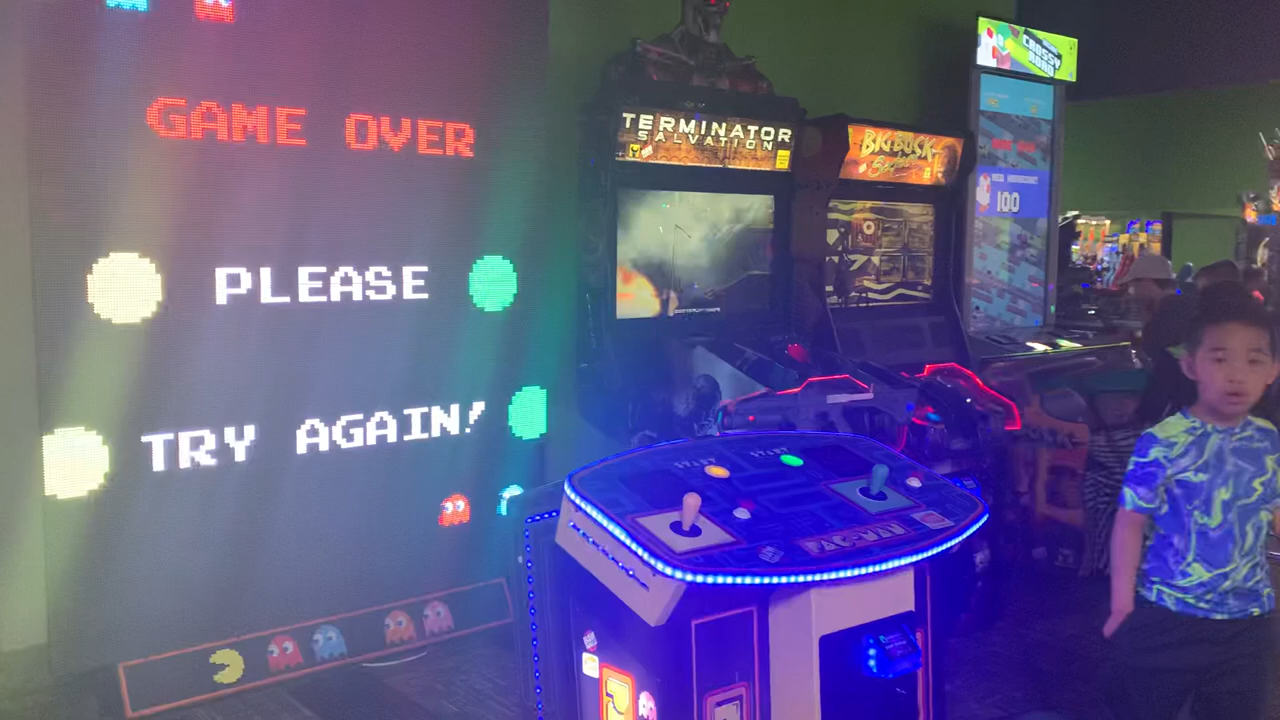 GAME OVER
PLEASE
TRY AGAIN!
TERMINATOR
SALVATION
BIG BUCK
CROSSY
ROAD
100
START
START
PAC-MAN